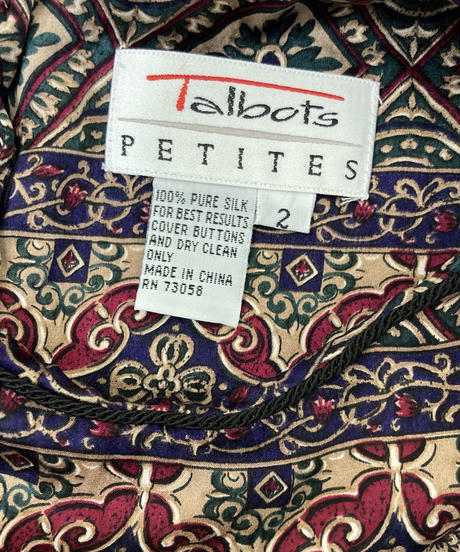 Talbots
PETITES
2
100% PURE SILK
FOR BEST RESULTS
COVER BUTTONS
AND DRY CLEAN
ONLY
MADE IN CHINA
RN 73058